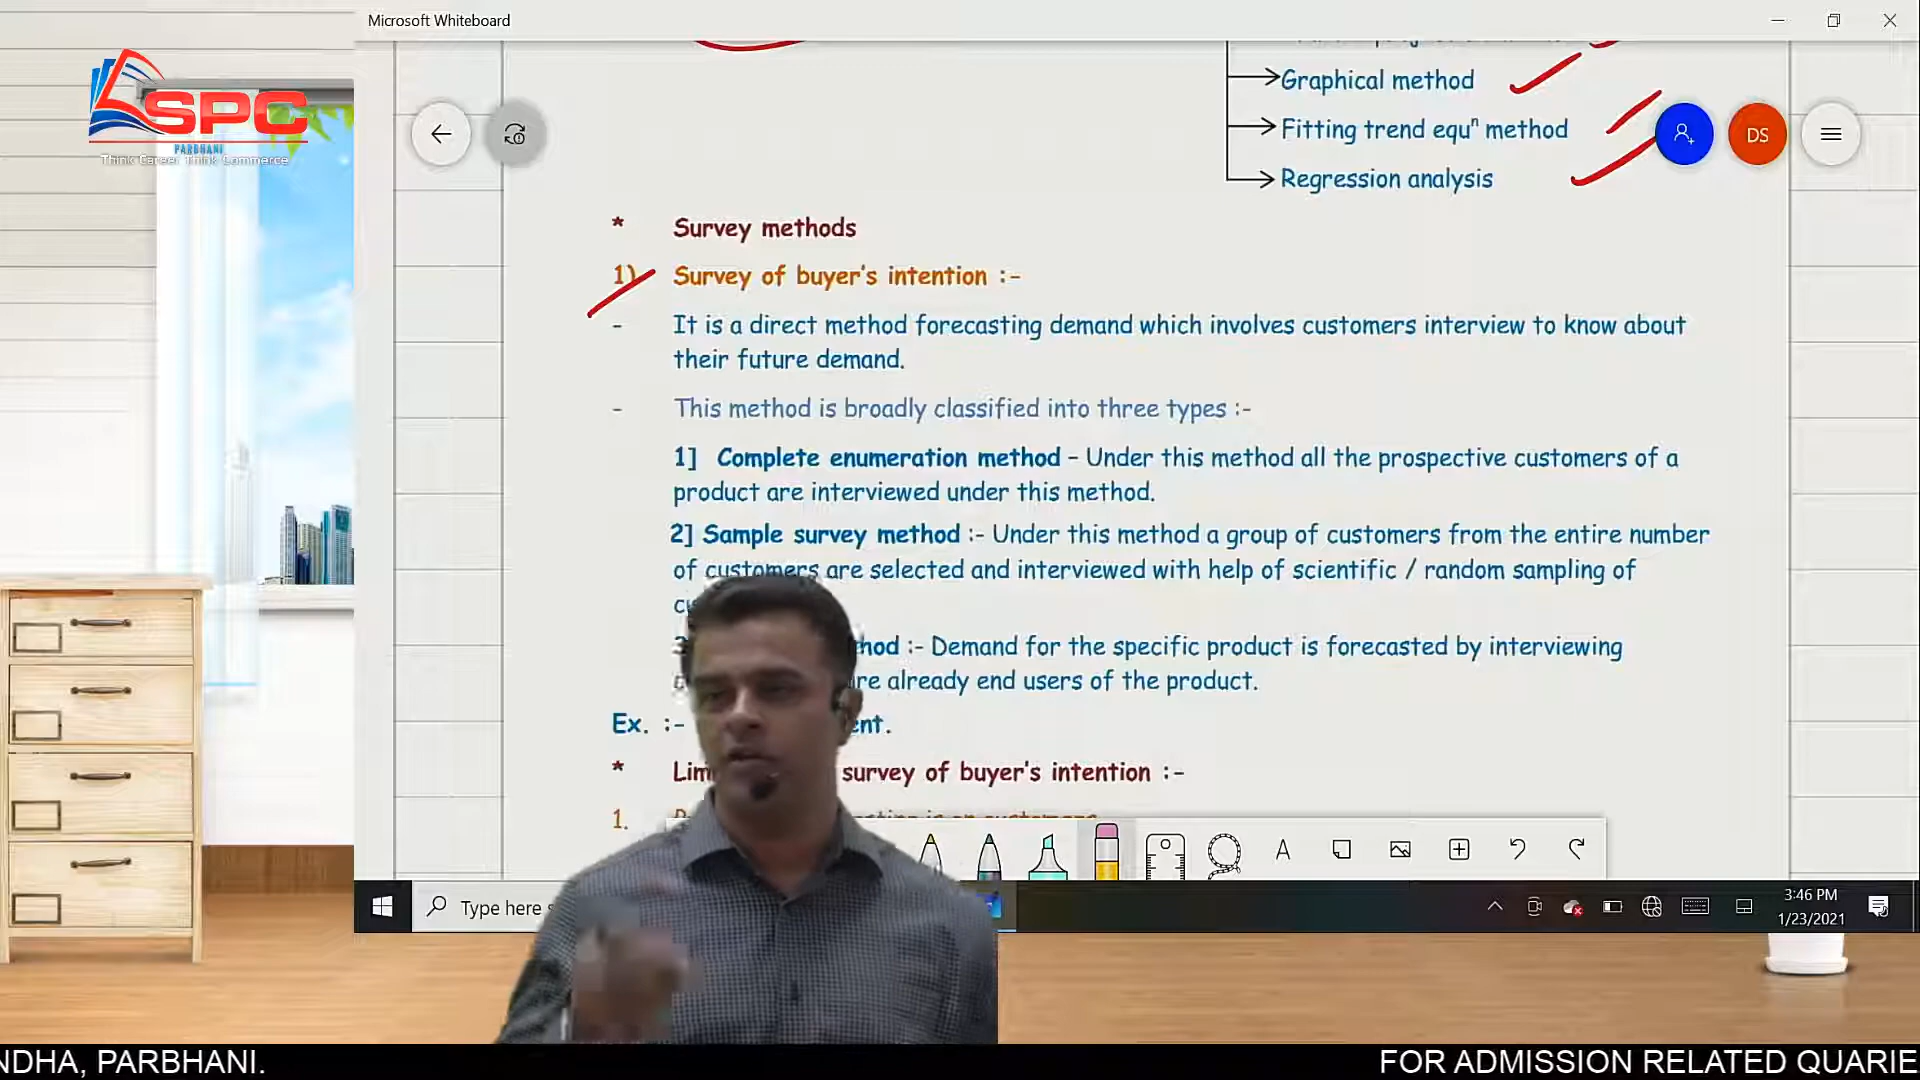 Microsoft Whiteboard
SPC
PARBHANI
Think Career Think Commerce
Graphical method
Fitting trend equⁿ method
Regression analysis
DS
* Survey methods
1) Survey of buyer's intention :-
- It is a direct method forecasting demand which involves customers interview to know about
their future demand.
- This method is broadly classified into three types :-
1] Complete enumeration method – Under this method all the prospective customers of a
product are interviewed under this method.
2] Sample survey method :- Under this method a group of customers from the entire number
of customers are selected and interviewed with help of scientific / random sampling of
:- Demand for the specific product is forecasted by interviewing
already end users of the product.
Ex. :-
* survey of buyer's intention :-
1.
A
Type here
3:46 PM
1/23/2021
PARBHANI.
FOR ADMISSION RELATED